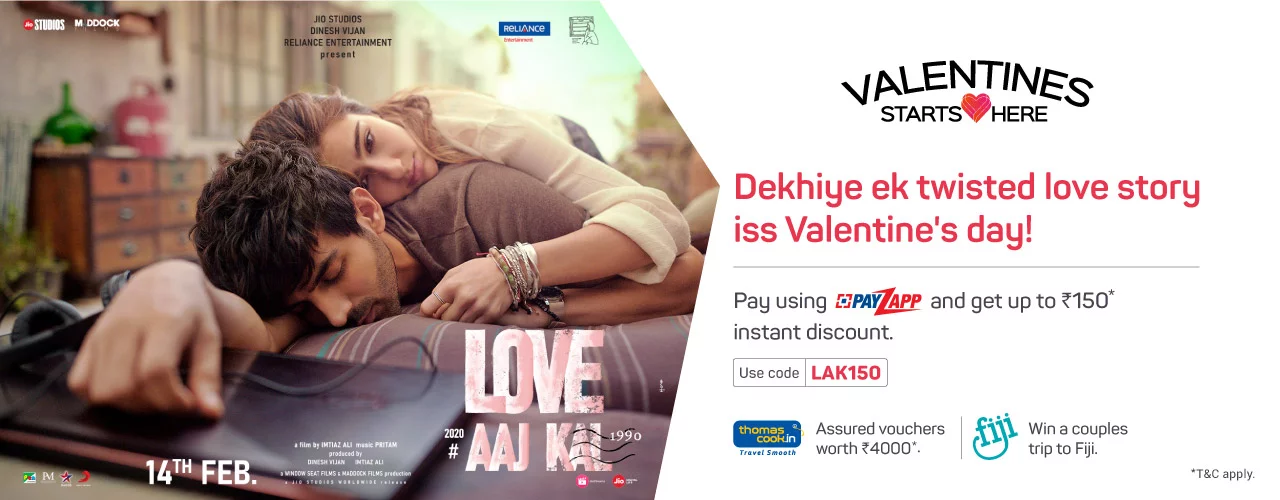 Jio STUDIOS
MADDOCK
JIO STUDIOS
DINESH VIJAN
RELIANCE ENTERTAINMENT
present
RELIANCE
Entertainment
VALENTINES
STARTS HERE
Dekhiye ek twisted love story
iss Valentine's day!
Pay using PAYZAPP and get up to ₹150*
instant discount.
Use code LAK150
thomas
cook.in
Travel Smooth
Assured vouchers
worth ₹4000*.
fiji
Win a couples
trip to Fiji.
*T&C apply.
LOVE
2020 AAJ KAL 1990
#
a film by IMTIAZ ALI music PRITAM
produced by
DINESH VIJAN IMTIAZ ALI
a WINDOW SEAT FILMS & MADDOCK FILMS production
a JIO STUDIOS WORLDWIDE release
14TH FEB.
Jio